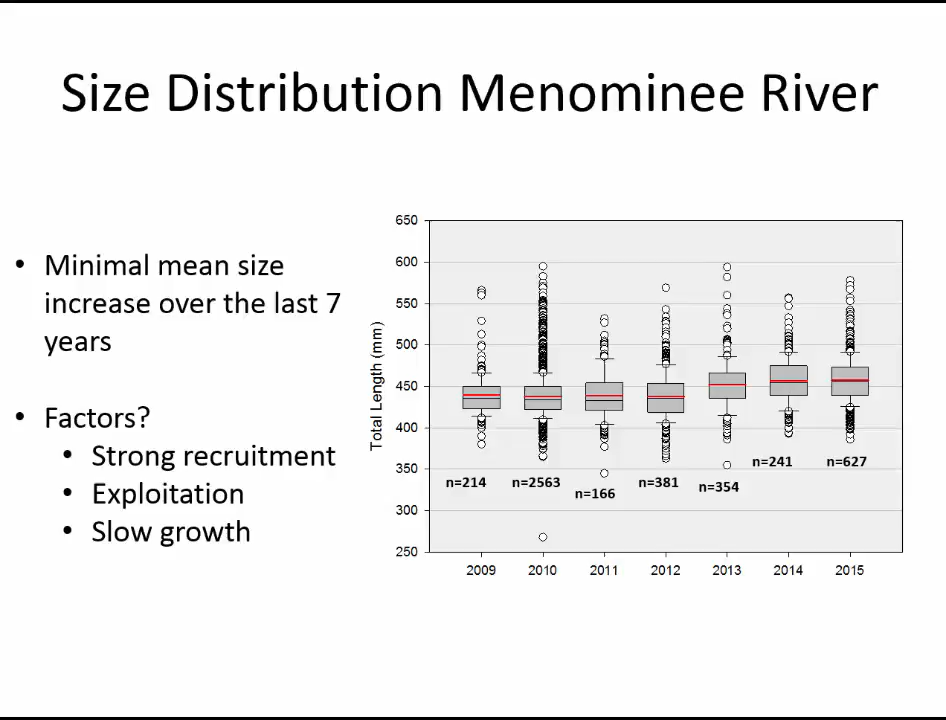 Size Distribution Menominee River
• Minimal mean size
increase over the last 7
years
• Factors?
• Strong recruitment
• Exploitation
• Slow growth
Total Length (mm)
650
600
550
500
450
400
350
300
250
n=214
n=2563
n=166
n=381
n=354
n=241
n=627
2009
2010
2011
2012
2013
2014
2015